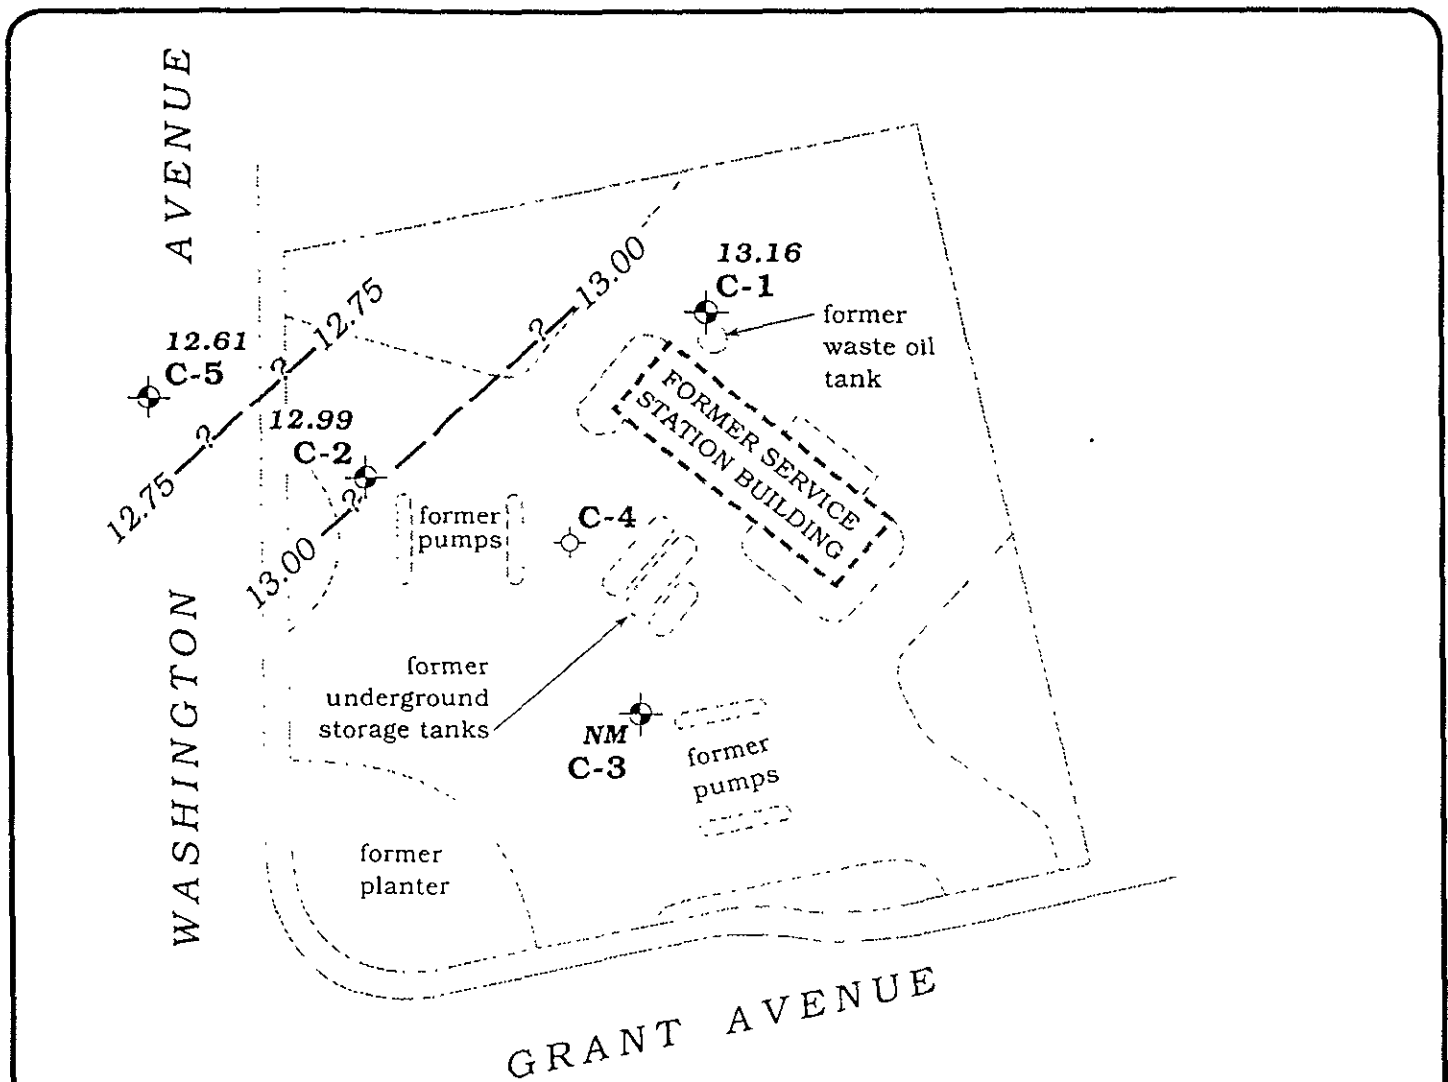 AVENUE
13.16
C-1
13.00
12.75
12.61
C-5
former
waste oil
tank
?
?
?
12.99
C-2
FORMER SERVICE
STATION BUILDING
12.75
?
13.00
former
pumps
C-4
former
underground
storage tanks
NM
C-3
former
pumps
WASHINGTON
former
planter
GRANT AVENUE